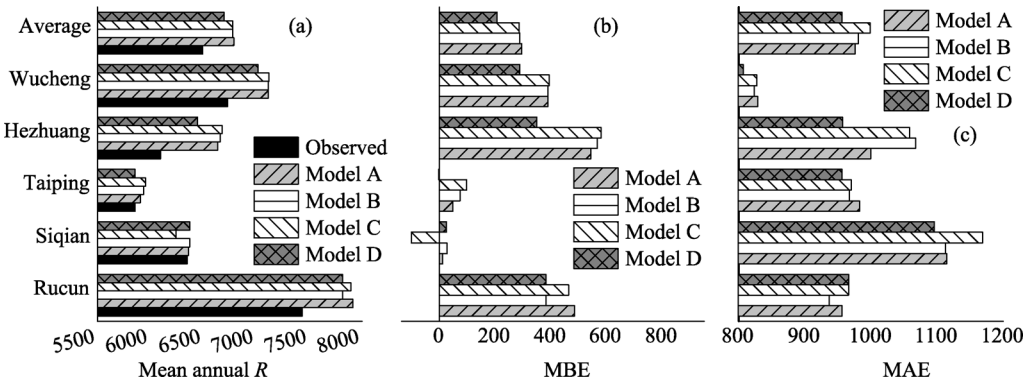 Average
Wucheng
Hezhuang
Taiping
Siqian
Rucun
(a)
Observed
Model A
Model B
Model C
Model D
5500 6000 6500 7000 7500 8000
Mean annual R
(b)
Model A
Model B
Model C
Model D
0 200 400 600 800
MBE
Model A
Model B
Model C
Model D
(c)
800 900 1000 1100 1200
MAE